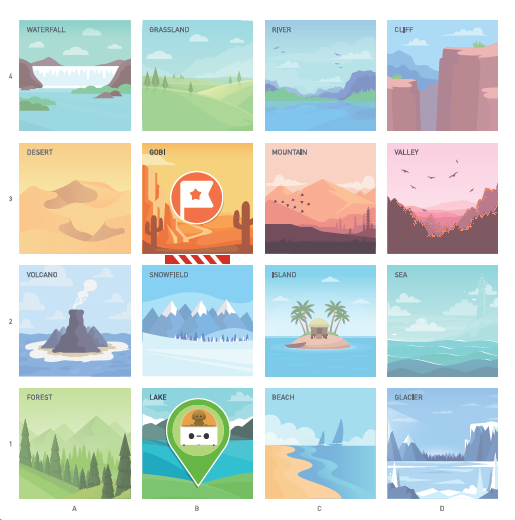 WATERFALL GRASSLAND RIVER CLIFF
4
DESERT GOBI MOUNTAIN VALLEY
3
VOLCANO SNOWFIELD ISLAND SEA
2
FOREST LAKE BEACH GLACIER
1
A B C D